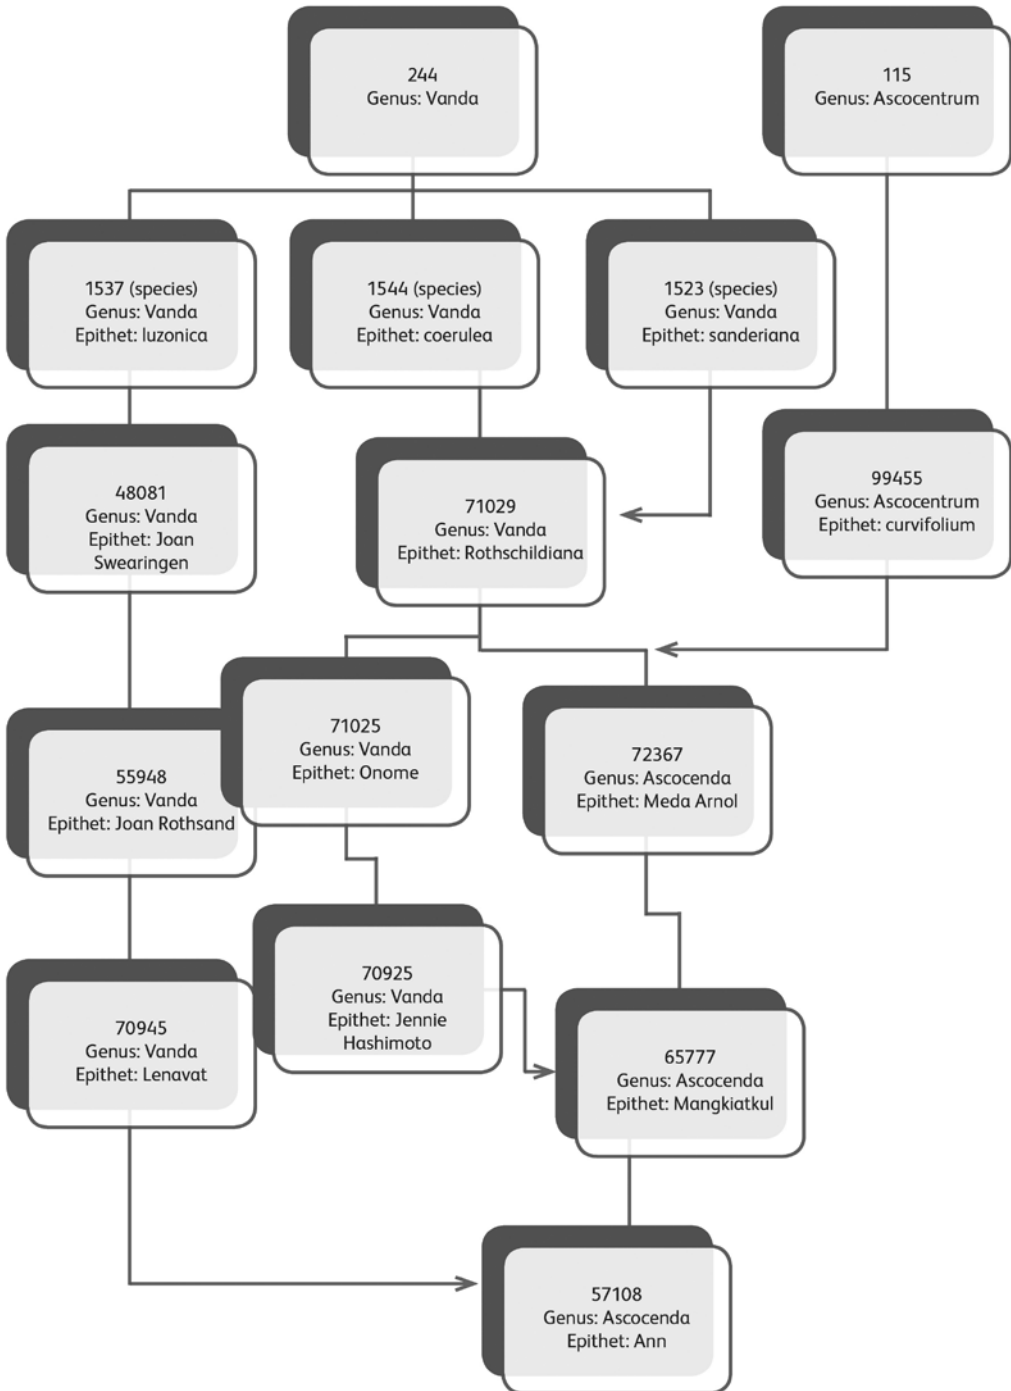 244
Genus: Vanda
115
Genus: Ascocentrum
1537 (species)
Genus: Vanda
Epithet: luzonica
1544 (species)
Genus: Vanda
Epithet: coerulea
1523 (species)
Genus: Vanda
Epithet: sanderiana
48081
Genus: Vanda
Epithet: Joan
Swearingen
71029
Genus: Vanda
Epithet: Rothschildiana
99455
Genus: Ascocentrum
Epithet: curvifolium
55948
Genus: Vanda
Epithet: Joan Rothsand
71025
Genus: Vanda
Epithet: Onome
72367
Genus: Ascocenda
Epithet: Meda Arnol
70945
Genus: Vanda
Epithet: Lenavat
70925
Genus: Vanda
Epithet: Jennie
Hashimoto
65777
Genus: Ascocenda
Epithet: Mangkiatkul
57108
Genus: Ascocenda
Epithet: Ann